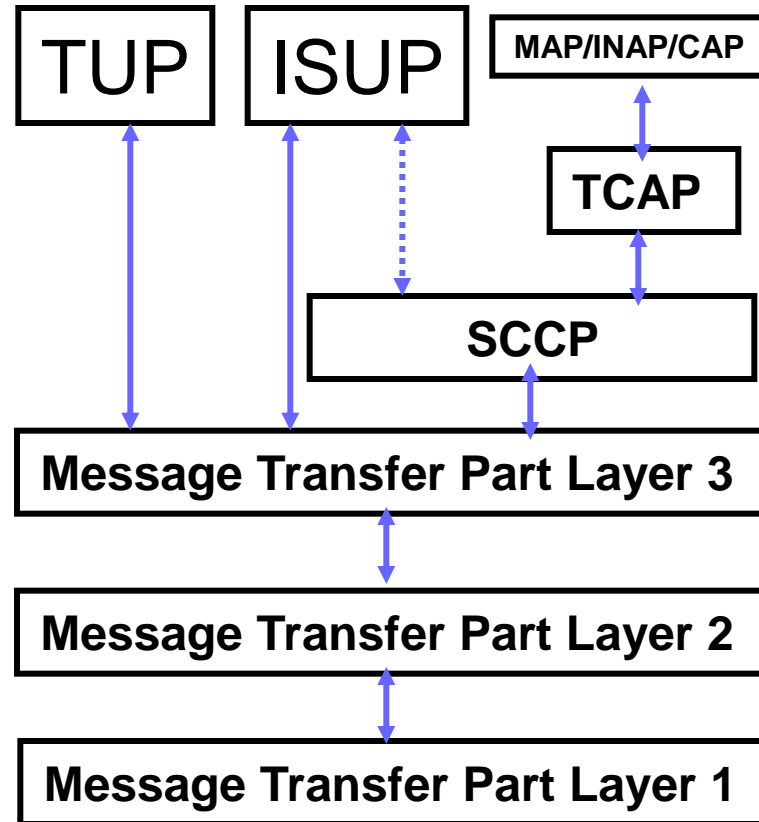 TUP
ISUP
MAP/INAP/CAP
TCAP
SCCP
Message Transfer Part Layer 3
Message Transfer Part Layer 2
Message Transfer Part Layer 1